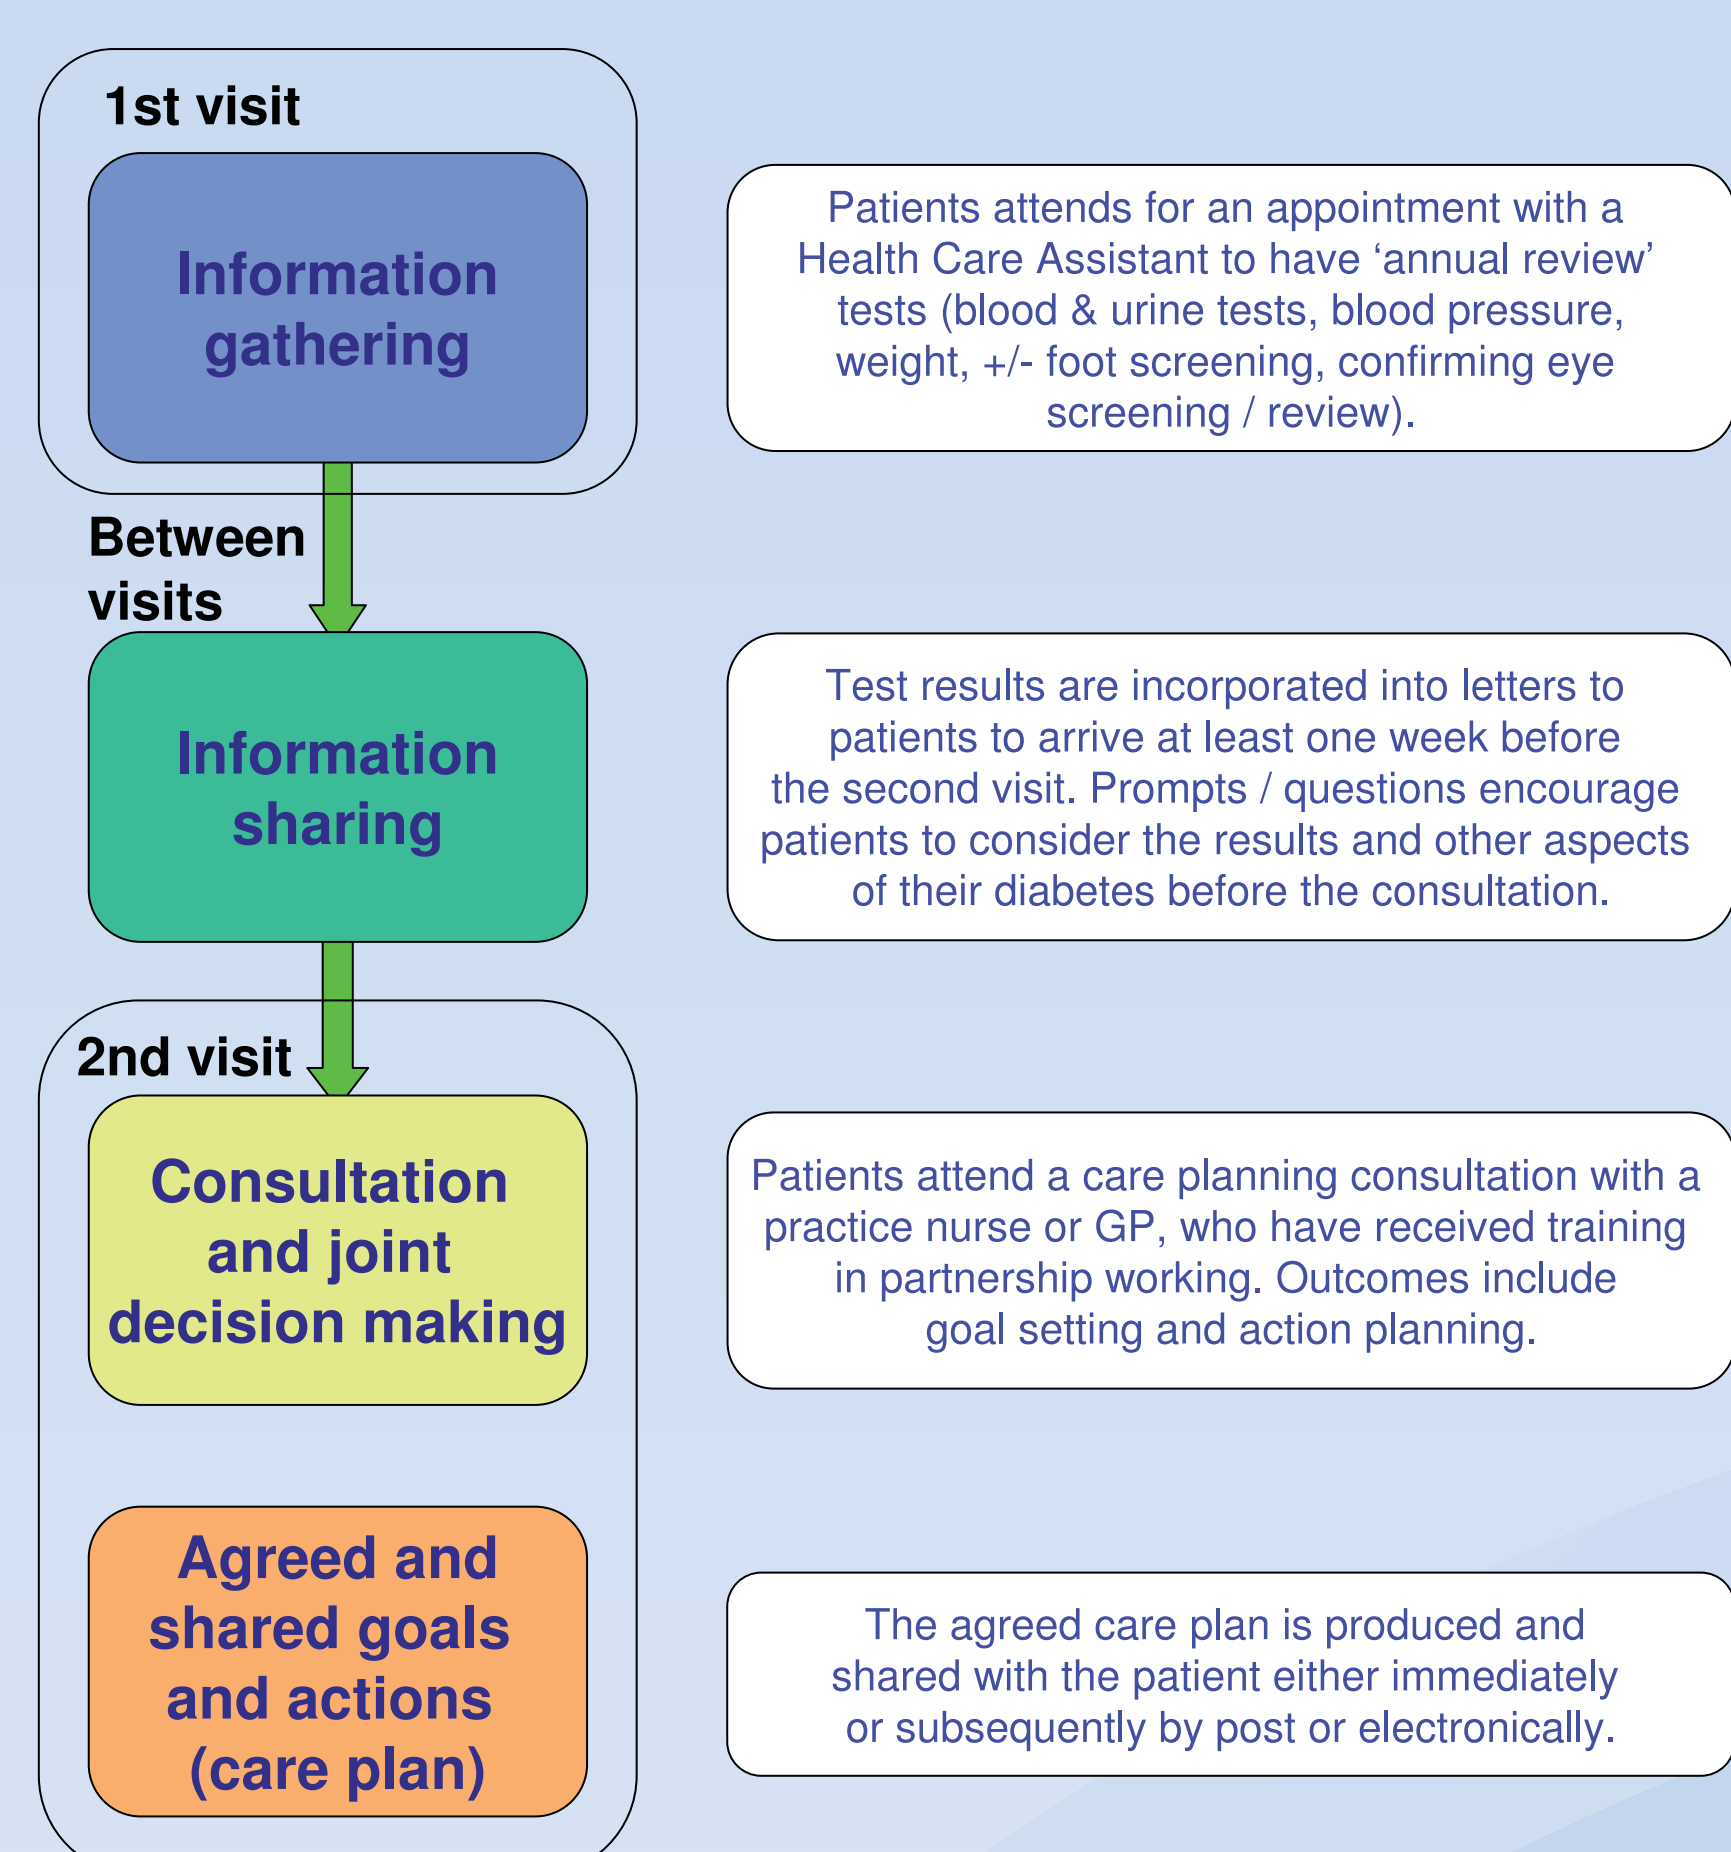 1st visit
Information
gathering
Patients attends for an appointment with a
Health Care Assistant to have ‘annual review’
tests (blood & urine tests, blood pressure,
weight, +/- foot screening, confirming eye
screening / review).
Between
visits
Information
sharing
Test results are incorporated into letters to
patients to arrive at least one week before
the second visit. Prompts / questions encourage
patients to consider the results and other aspects
of their diabetes before the consultation.
2nd visit
Consultation
and joint
decision making
Patients attend a care planning consultation with a
practice nurse or GP, who have received training
in partnership working. Outcomes include
goal setting and action planning.
Agreed and
shared goals
and actions
(care plan)
The agreed care plan is produced and
shared with the patient either immediately
or subsequently by post or electronically.